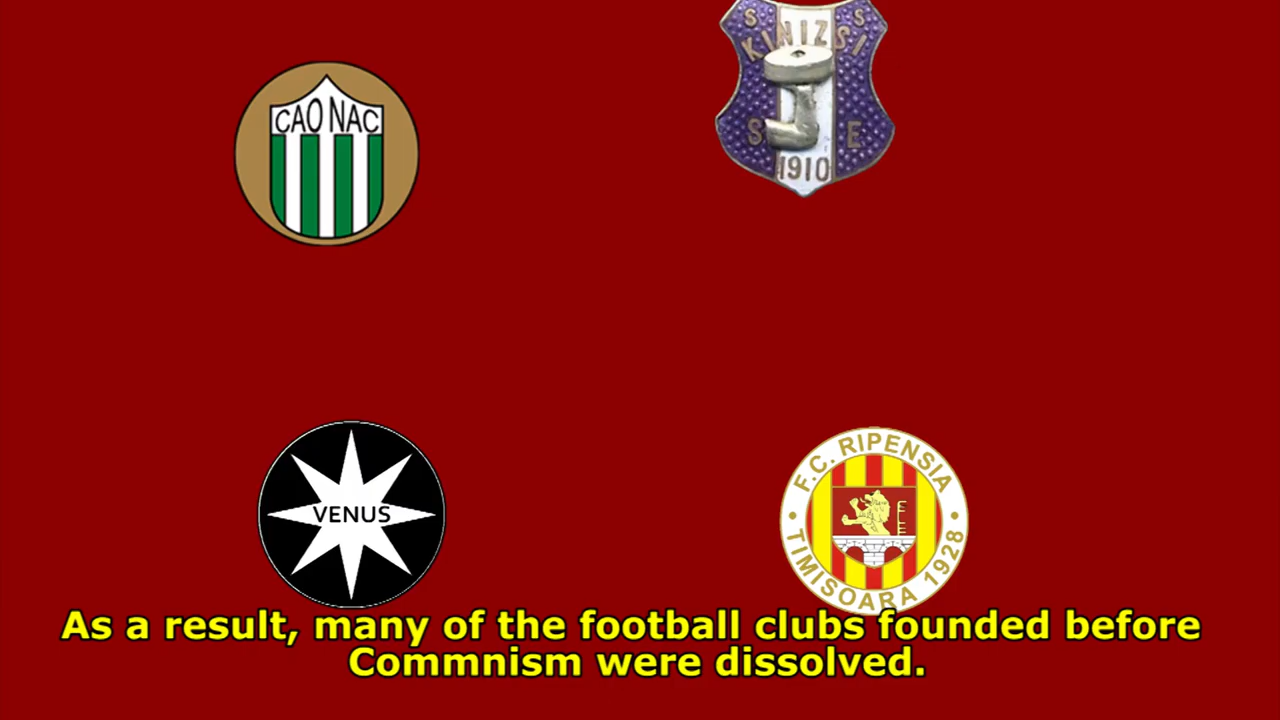 S S
KINIZSI
S E
1910
CAO NAC
VENUS
F.C. RIPENSIA
TIMISOARA 1928
As a result, many of the football clubs founded before
Commnism were dissolved.